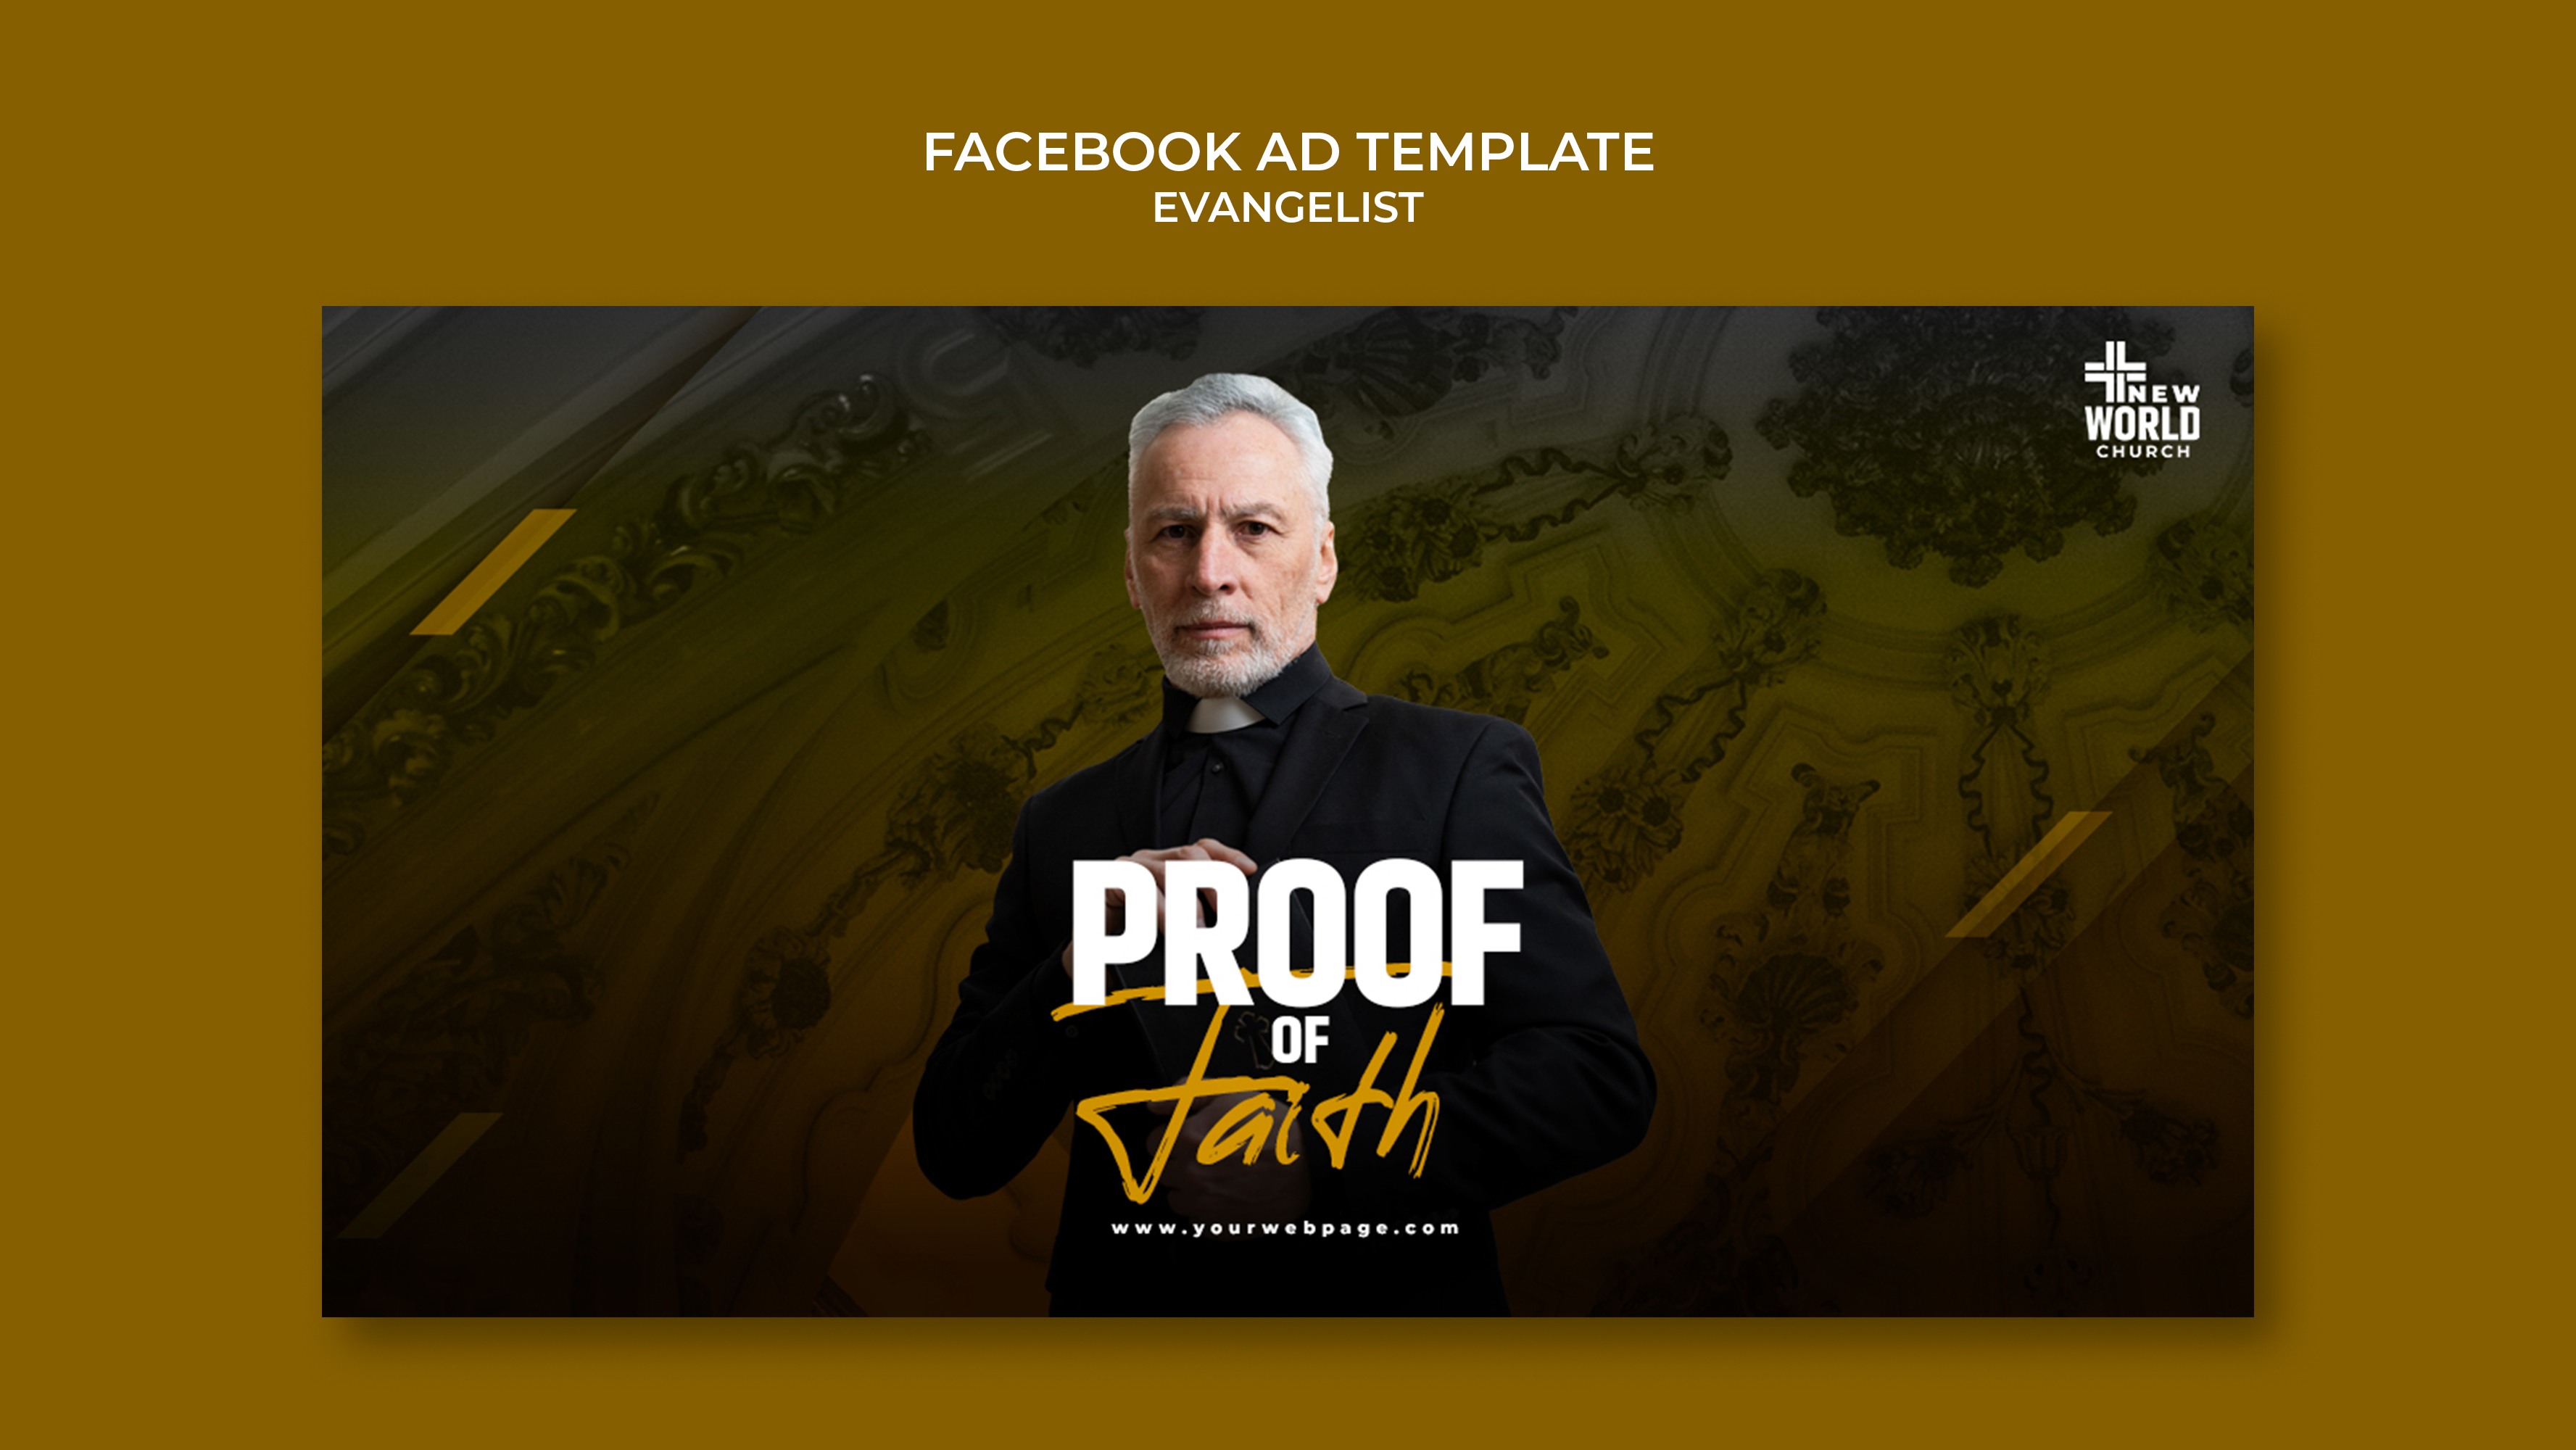 FACEBOOK AD TEMPLATE
EVANGELIST
NEW
WORLD
CHURCH
PROOF
OF
Faith
www.yourwebpage.com